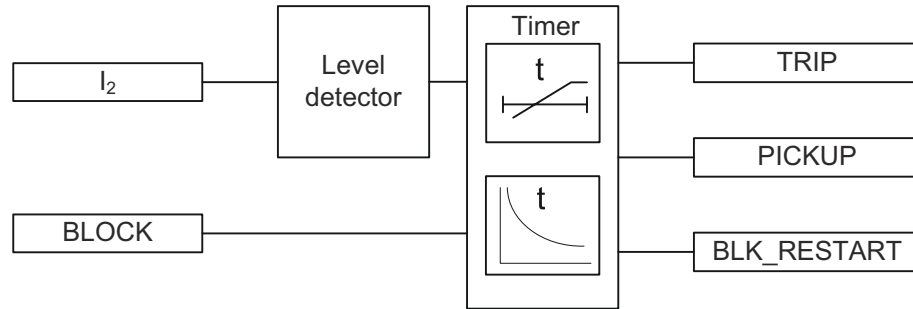 Timer
I₂
Level
detector
t
TRIP
PICKUP
BLOCK
t
BLK_RESTART